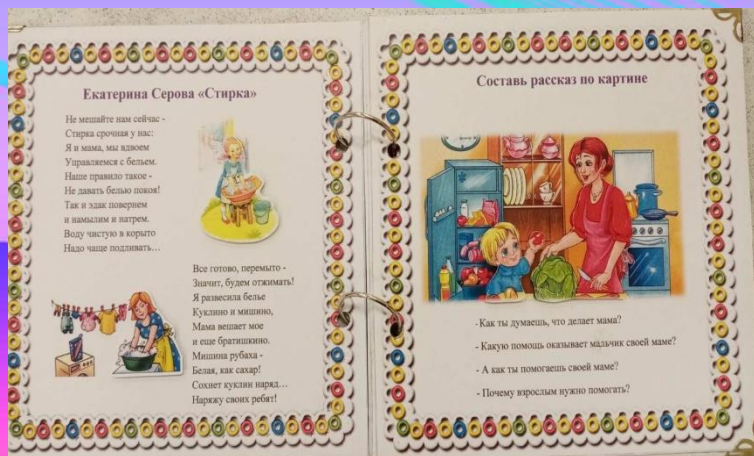 Екатерина Серова «Стирка»
Не мешайте нам сейчас -
Стирка срочная у нас:
Я и мама, мы вдвоем
Управляемся с бельем.
Наше правило такое -
Не давать белью покоя!
Так и эдак повернем
и намылим и натрем.
Воду чистую в корыто
Надо чаще подливать…
Все готово, перемыто -
Значит, будем отжимать!
Я развесила белье
Куклино и мишино,
Мама вешает мое
и еще братишкино.
Мишина рубаха -
Белая, как сахар!
Сохнет куклин наряд…
Наряжу своих ребят!
Составь рассказ по картине
-Как ты думаешь, что делает мама?
- Какую помощь оказывает мальчик своей маме?
- А как ты помогаешь своей маме?
- Почему взрослым нужно помогать?